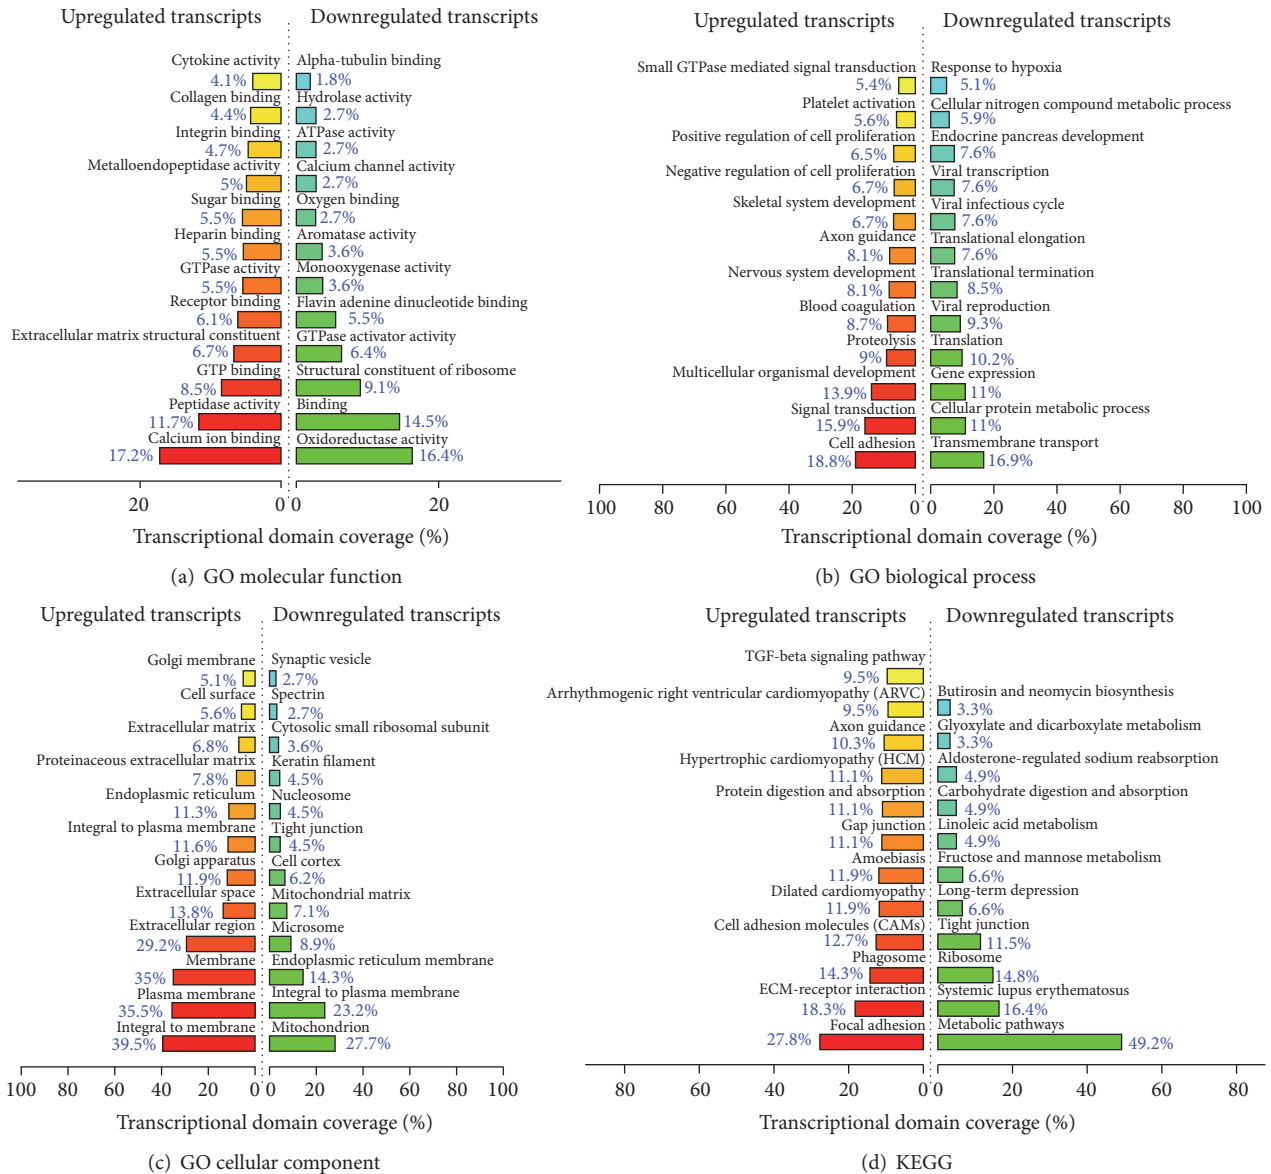 Upregulated transcripts Downregulated transcripts
Cytokine activity Alpha-tubulin binding
4.1% 1.8%
Collagen binding Hydrolase activity
4.4% 2.7%
Integrin binding ATPase activity
4.7% 2.7%
Metalloendopeptidase activity Calcium channel activity
5% 2.7%
Sugar binding Oxygen binding
5.5% 2.7%
Heparin binding Aromatase activity
5.5% 3.6%
GTPase activity Monooxygenase activity
5.5% 3.6%
Receptor binding Flavin adenine dinucleotide binding
6.1% 5.5%
Extracellular matrix structural constituent GTPase activator activity
6.7% 6.4%
GTP binding Structural constituent of ribosome
8.5% 9.1%
Peptidase activity Binding
11.7% 14.5%
Calcium ion binding Oxidoreductase activity
17.2% 16.4%
20 0 0 20
Transcriptional domain coverage (%)
(a) GO molecular function
Upregulated transcripts Downregulated transcripts
Small GTPase mediated signal transduction Response to hypoxia
5.4% 5.1%
Platelet activation Cellular nitrogen compound metabolic process
5.6% 5.9%
Positive regulation of cell proliferation Endocrine pancreas development
6.5% 7.6%
Negative regulation of cell proliferation Viral transcription
6.7% 7.6%
Skeletal system development Viral infectious cycle
6.7% 7.6%
Axon guidance Translational elongation
8.1% 7.6%
Nervous system development Translational termination
8.1% 8.5%
Blood coagulation Viral reproduction
8.7% 9.3%
Proteolysis Translation
9% 10.2%
Multicellular organismal development Gene expression
13.9% 11%
Signal transduction Cellular protein metabolic process
15.9% 11%
Cell adhesion Transmembrane transport
18.8% 16.9%
100 80 60 40 20 0 0 20 40 60 80 100
Transcriptional domain coverage (%)
(b) GO biological process
Upregulated transcripts Downregulated transcripts
Golgi membrane Synaptic vesicle
5.1% 2.7%
Cell surface Spectrin
5.6% 2.7%
Extracellular matrix Cytosolic small ribosomal subunit
6.8% 3.6%
Proteinaceous extracellular matrix Keratin filament
7.8% 4.5%
Endoplasmic reticulum Nucleosome
11.3% 4.5%
Integral to plasma membrane Tight junction
11.6% 4.5%
Golgi apparatus Cell cortex
11.9% 6.2%
Extracellular space Mitochondrial matrix
13.8% 7.1%
Extracellular region Microsome
29.2% 8.9%
Membrane Endoplasmic reticulum membrane
35% 14.3%
Plasma membrane Integral to plasma membrane
35.5% 23.2%
Integral to membrane Mitochondrion
39.5% 27.7%
100 80 60 40 20 0 0 20 40 60 80 100
Transcriptional domain coverage (%)
(c) GO cellular component
Upregulated transcripts Downregulated transcripts
TGF-beta signaling pathway
9.5%
Arrhythmogenic right ventricular cardiomyopathy (ARVC) Butirosin and neomycin biosynthesis
9.5% 3.3%
Axon guidance Glyoxylate and dicarboxylate metabolism
10.3% 3.3%
Hypertrophic cardiomyopathy (HCM) Aldosterone-regulated sodium reabsorption
11.1% 4.9%
Protein digestion and absorption Carbohydrate digestion and absorption
11.1% 4.9%
Gap junction Linoleic acid metabolism
11.1% 4.9%
Amoebiasis Fructose and mannose metabolism
11.9% 6.6%
Dilated cardiomyopathy Long-term depression
11.9% 6.6%
Cell adhesion molecules (CAMs) Tight junction
12.7% 11.5%
Phagosome Ribosome
14.3% 14.8%
ECM-receptor interaction Systemic lupus erythematosus
18.3% 16.4%
Focal adhesion Metabolic pathways
27.8% 49.2%
80 60 40 20 0 0 20 40 60 80
Transcriptional domain coverage (%)
(d) KEGG